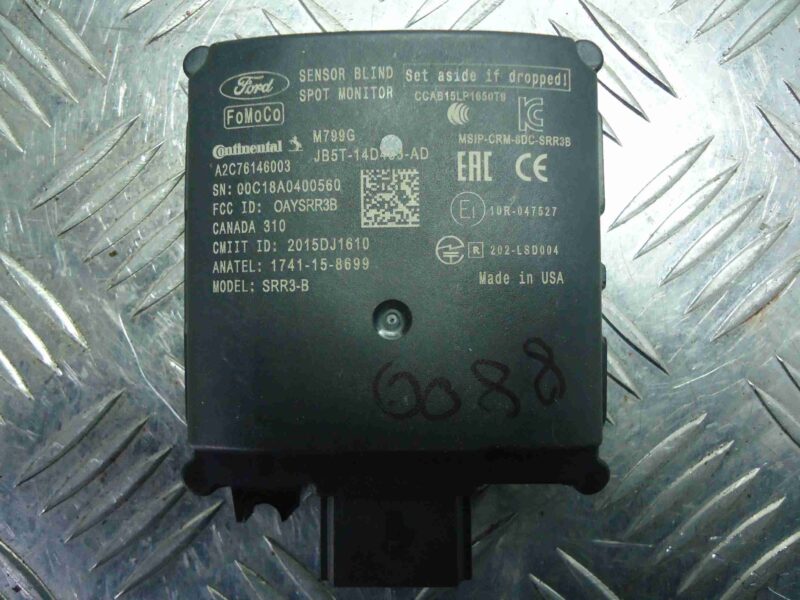 Ford
SENSOR BLIND
SPOT MONITOR
Set aside if dropped!
FoMoCo
CCAB15LP1650T9
Continental
M799G
MSIP-CRM-6DC-SRR3B
A2C76146003
EAC CE
SN: 00C18A0400560
FCC ID: OAYSRR3B
E1 10R-047527
CANADA 310
CMIIT ID: 2015DJ1610
R 202-LSD004
ANATEL: 1741-15-8699
Made in USA
MODEL: SRR3-B
6088